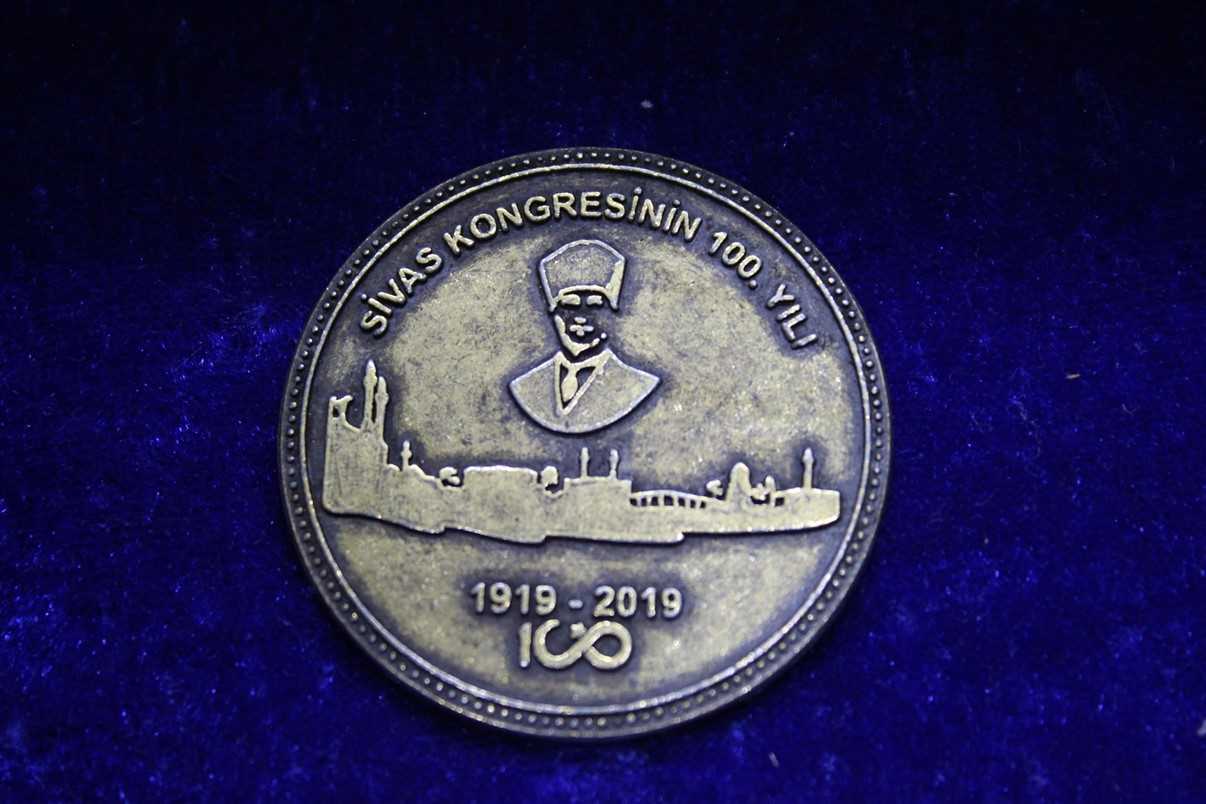 SİVAS KONGRESİNİN 100. YILI
1919 - 2019
100